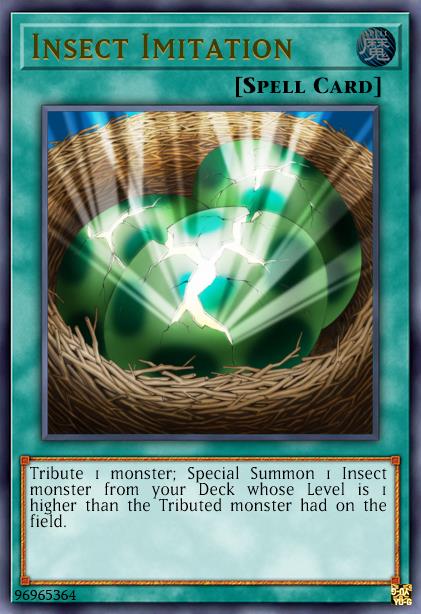 Insect Imitation
魔
[Spell Card]
Tribute 1 monster; Special Summon 1 Insect
monster from your Deck whose Level is 1
higher than the Tributed monster had on the
field.
96965364